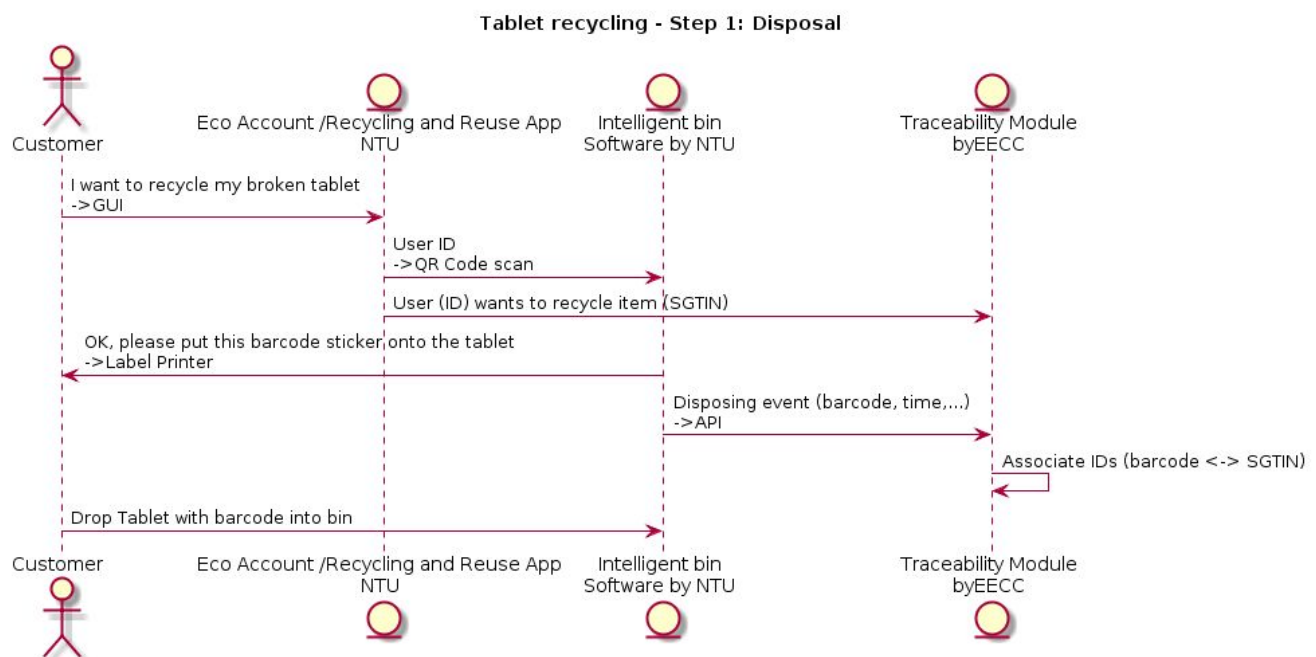 Tablet recycling - Step 1: Disposal
Customer
Eco Account /Recycling and Reuse App
NTU
Intelligent bin
Software by NTU
Traceability Module
byEECC
I want to recycle my broken tablet
->GUI
User ID
->QR Code scan
User (ID) wants to recycle item (SGTIN)
OK, please put this barcode sticker onto the tablet
->Label Printer
Disposing event (barcode, time,...)
->API
Associate IDs (barcode <-> SGTIN)
Drop Tablet with barcode into bin
Customer
Eco Account /Recycling and Reuse App
NTU
Intelligent bin
Software by NTU
Traceability Module
byEECC